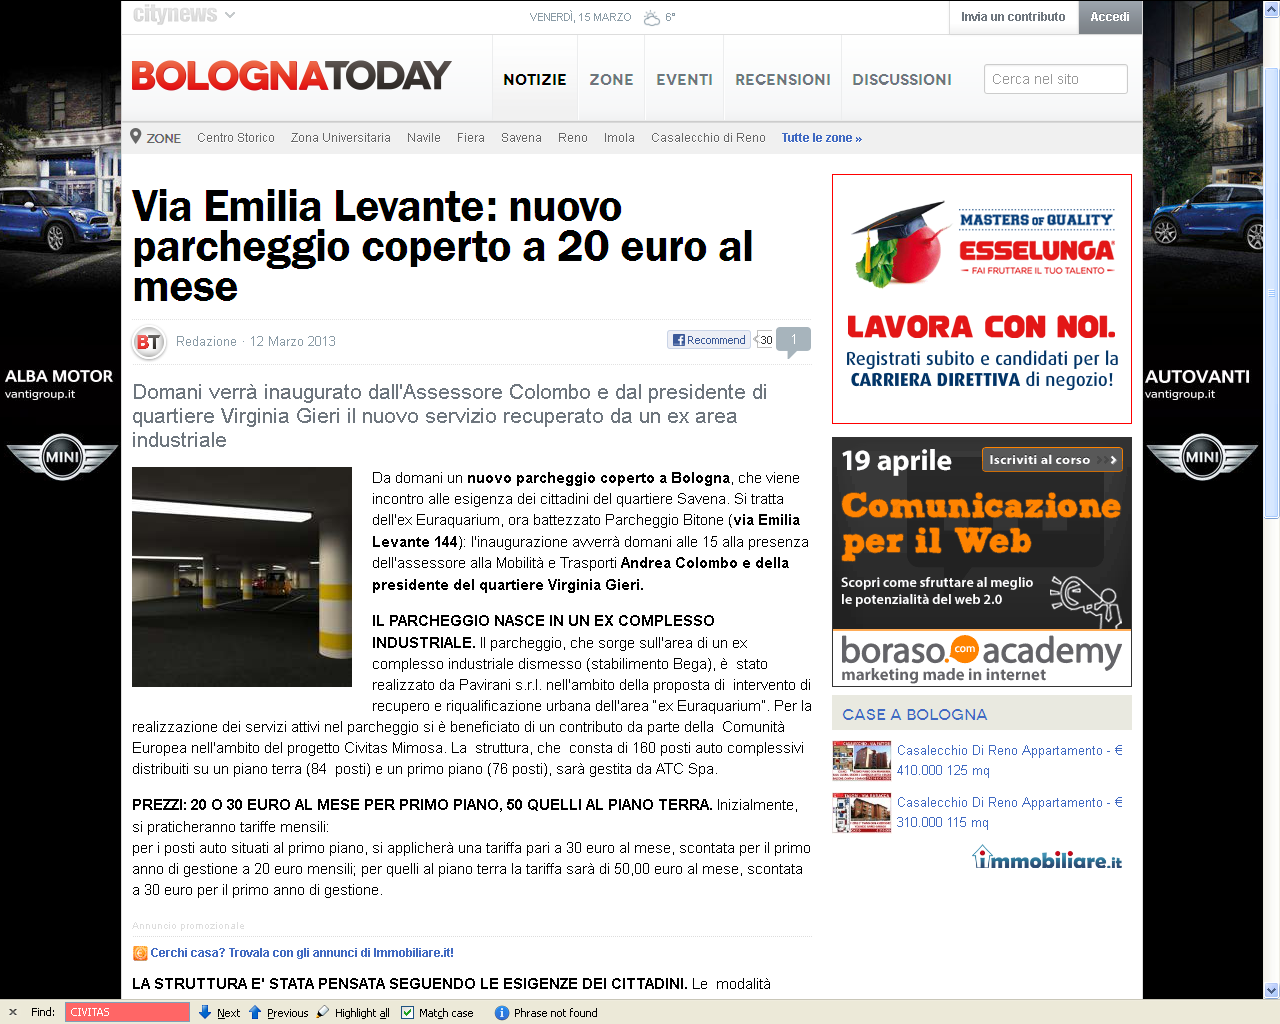 citynews
VENERDÌ, 15 MARZO 6°
Invia un contributo
Accedi
BOLOGNATODAY
NOTIZIE ZONE EVENTI RECENSIONI DISCUSSIONI
Cerca nel sito
ZONE Centro Storico Zona Universitaria Navile Fiera Savena Reno Imola Casalecchio di Reno Tutte le zone »
Via Emilia Levante: nuovo
parcheggio coperto a 20 euro al
mese
BT Redazione · 12 Marzo 2013
Recommend 30 1
Domani verrà inaugurato dall'Assessore Colombo e dal presidente di
quartiere Virginia Gieri il nuovo servizio recuperato da un ex area
industriale
Da domani un nuovo parcheggio coperto a Bologna, che viene
incontro alle esigenza dei cittadini del quartiere Savena. Si tratta
dell'ex Euraquarium, ora battezzato Parcheggio Bitone (via Emilia
Levante 144): l'inaugurazione avverrà domani alle 15 alla presenza
dell'assessore alla Mobilità e Trasporti Andrea Colombo e della
presidente del quartiere Virginia Gieri.
IL PARCHEGGIO NASCE IN UN EX COMPLESSO
INDUSTRIALE. Il parcheggio, che sorge sull'area di un ex
complesso industriale dismesso (stabilimento Bega), è stato
realizzato da Pavirani s.r.l. nell'ambito della proposta di intervento di
recupero e riqualificazione urbana dell'area "ex Euraquarium". Per la
realizzazione dei servizi attivi nel parcheggio si è beneficiato di un contributo da parte della Comunità
Europea nell'ambito del progetto Civitas Mimosa. La struttura, che consta di 160 posti auto complessivi
distribuiti su un piano terra (84 posti) e un primo piano (76 posti), sarà gestita da ATC Spa.
PREZZI: 20 O 30 EURO AL MESE PER PRIMO PIANO, 50 QUELLI AL PIANO TERRA. Inizialmente,
si praticheranno tariffe mensili:
per i posti auto situati al primo piano, si applicherà una tariffa pari a 30 euro al mese, scontata per il primo
anno di gestione a 20 euro mensili; per quelli al piano terra la tariffa sarà di 50,00 euro al mese, scontata
a 30 euro per il primo anno di gestione.
Annuncio promozionale
Cerchi casa? Trovala con gli annunci di Immobiliare.it!
LA STRUTTURA E' STATA PENSATA SEGUENDO LE ESIGENZE DEI CITTADINI. Le modalità
MASTERS of QUALITY
ESSELUNGA
FAI FRUTTARE IL TUO TALENTO
LAVORA CON NOI.
Registrati subito e candidati per la
CARRIERA DIRETTIVA di negozio!
19 aprile
Iscriviti al corso
Comunicazione
per il Web
Scopri come sfruttare al meglio
le potenzialità del web 2.0
boraso.com academy
marketing made in internet
CASE A BOLOGNA
Casalecchio Di Reno Appartamento - €
410.000 125 mq
Casalecchio Di Reno Appartamento - €
310.000 115 mq
immobiliare.it
ALBA MOTOR
vantigroup.it
MINI
AUTOVANTI
vantigroup.it
MINI
Find: CIVITAS Next Previous Highlight all Match case Phrase not found